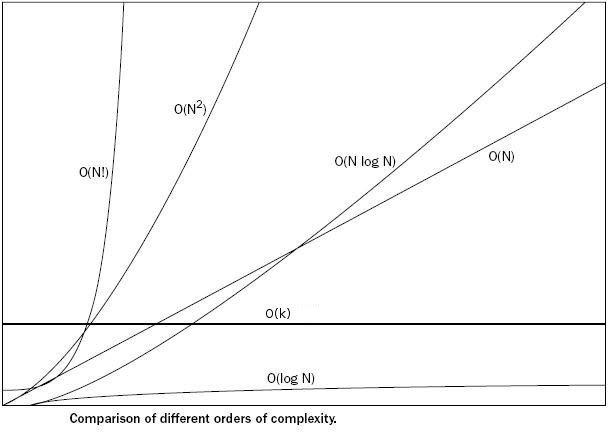 O(N²)
O(N!)
O(N log N)
O(N)
O(k)
O(log N)
Comparison of different orders of complexity.